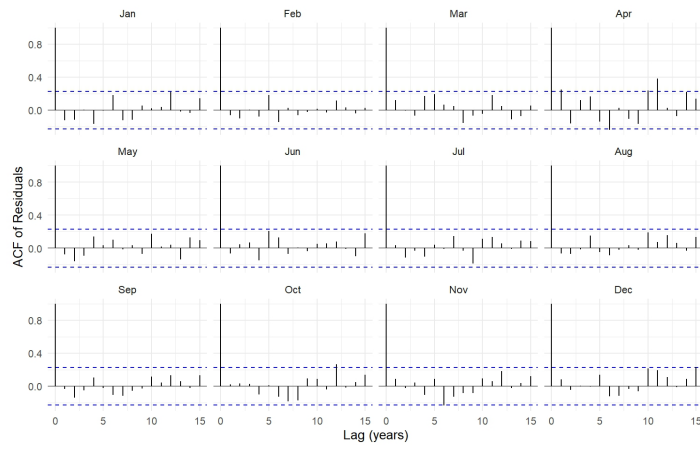 Jan Feb Mar Apr
0.8
0.4
0.0
May Jun Jul Aug
0.8
0.4
0.0
ACF of Residuals
Sep Oct Nov Dec
0.8
0.4
0.0
0 5 10 15 0 5 10 15 0 5 10 15 0 5 10 15
Lag (years)